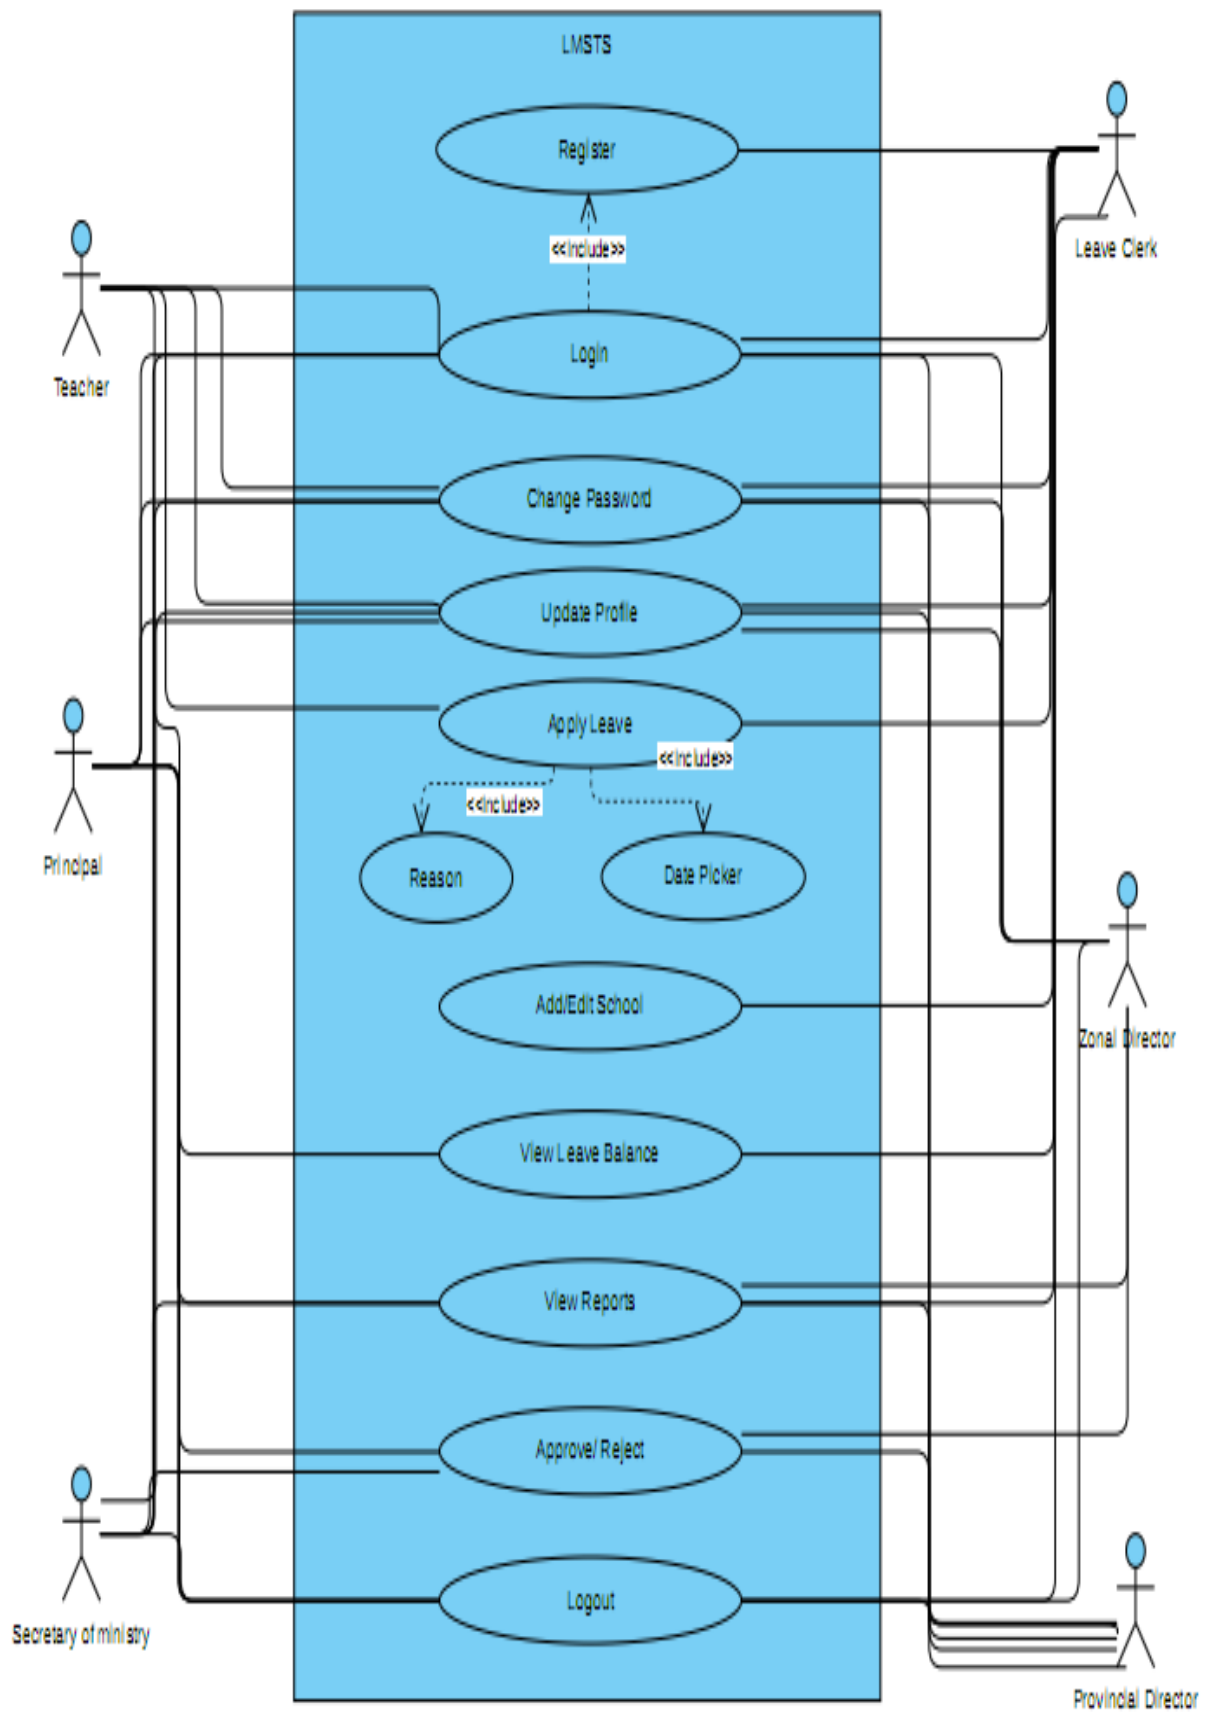 LMSTS
Register
<<Include>>
Leave Clerk
Login
Teacher
Change Password
Update Profile
Apply Leave
<<Include>>
<<Include>>
Principal
Reason
Date Picker
Add/Edit School
Zonal Director
View Leave Balance
View Reports
Approve/ Reject
Logout
Secretary of ministry
Provincial Director